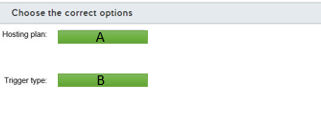 Choose the correct options
Hosting plan: A
Trigger type: B